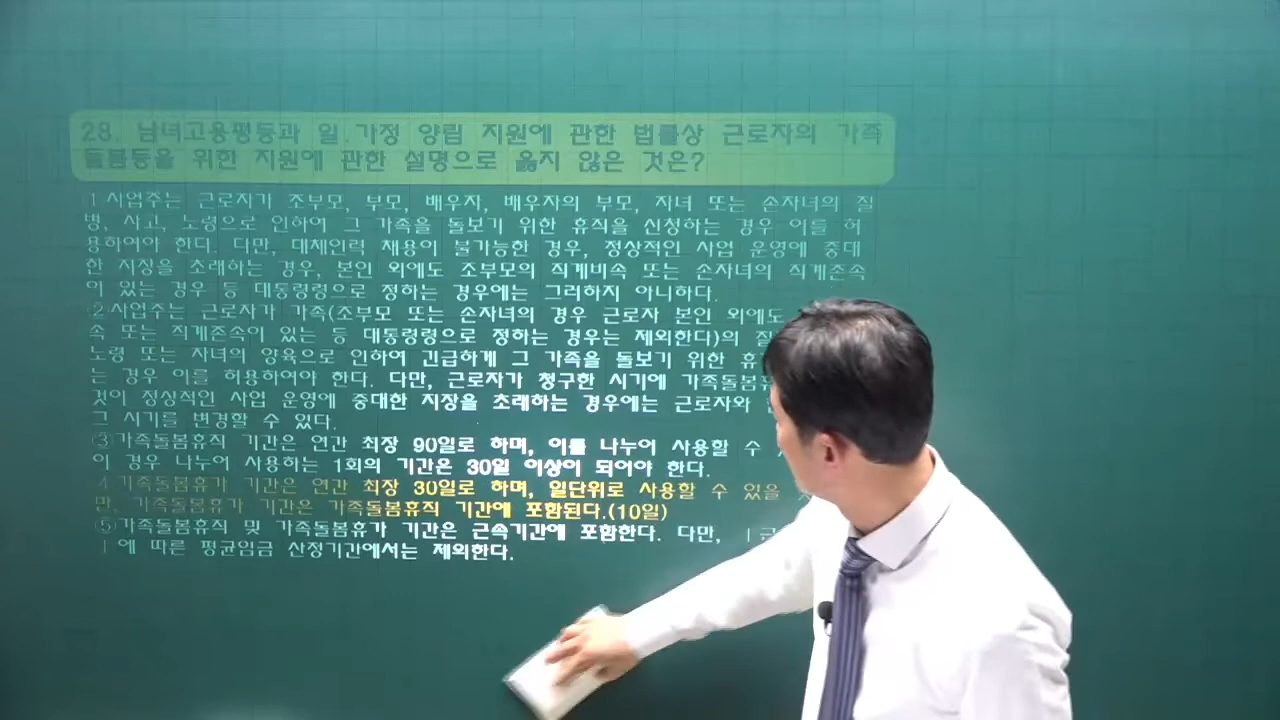 28. 남녀고용평등과 일.가정 양립 지원에 관한 법률상 근로자의 가족
돌봄등을 위한 지원에 관한 설명으로 옳지 않은 것은?
1 사업주는 근로자가 조부모, 부모, 배우자, 배우자의 부모, 자녀 또는 손자녀의 질
병, 사고, 노령으로 인하여 그 가족을 돌보기 위한 휴직을 신청하는 경우 이를 허
용하여야 한다. 다만, 대체인력 채용이 불가능한 경우, 정상적인 사업 운영에 중대
한 지장을 초래하는 경우, 본인 외에도 조부모의 직계비속 또는 손자녀의 직계존속
이 있는 경우 등 대통령령으로 정하는 경우에는 그러하지 아니하다.
2 사업주는 근로자가 가족(조부모 또는 손자녀의 경우 근로자 본인 외에도
속 또는 직계존속이 있는 등 대통령령으로 정하는 경우는 제외한다)의 질
노령 또는 자녀의 양육으로 인하여 긴급하게 그 가족을 돌보기 위한 휴
는 경우 이를 허용하여야 한다. 다만, 근로자가 청구한 시기에 가족돌봄휴
것이 정상적인 사업 운영에 중대한 지장을 초래하는 경우에는 근로자와
그 시기를 변경할 수 있다.
③가족돌봄휴직 기간은 연간 최장 90일로 하며, 이를 나누어 사용할 수
이 경우 나누어 사용하는 1회의 기간은 30일 이상이 되어야 한다.
4 가족돌봄휴가 기간은 연간 최장 30일로 하며, 일단위로 사용할 수 있을
만, 가족돌봄휴가 기간은 가족돌봄휴직 기간에 포함된다.(10일)
⑤가족돌봄휴직 및 가족돌봄휴가 기간은 근속기간에 포함한다. 다만,
에 따른 평균임금 산정기간에서는 제외한다.